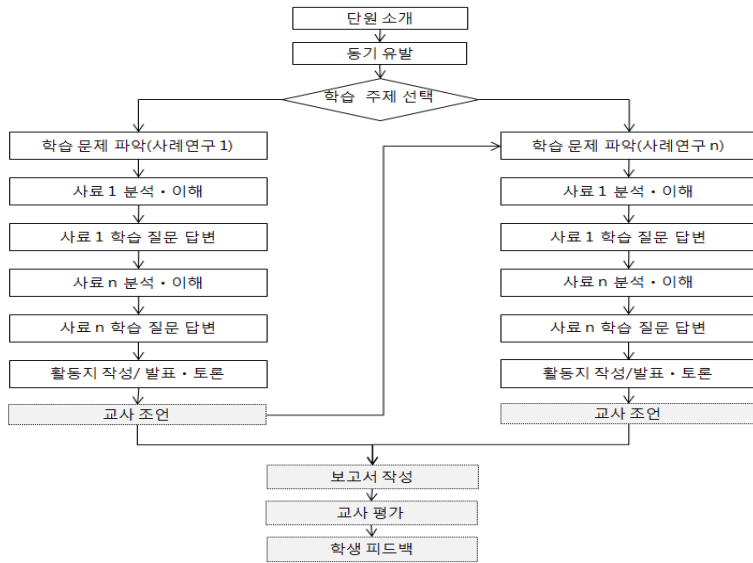 단원 소개
동기 유발
학습 주제 선택
학습 문제 파악(사례연구 1)
사료 1 분석・이해
사료 1 학습 질문 답변
사료 n 분석・이해
사료 n 학습 질문 답변
활동지 작성/ 발표・토론
교사 조언
학습 문제 파악(사례연구 n)
사료 1 분석・이해
사료 1 학습 질문 답변
사료 n 분석・이해
사료 n 학습 질문 답변
활동지 작성/발표・토론
교사 조언
보고서 작성
교사 평가
학생 피드백